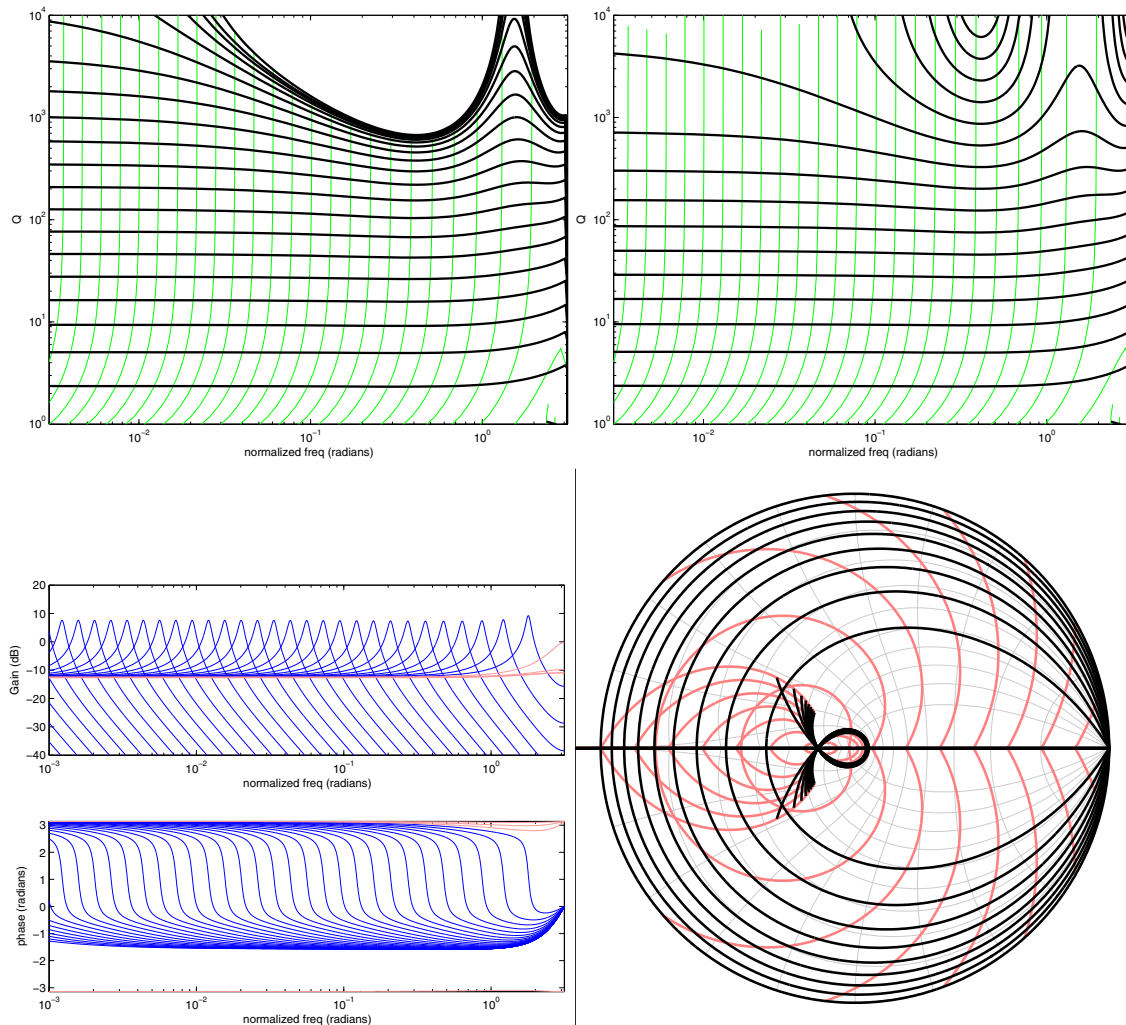 10^4
10^3
10^2
10^1
10^0
Q
10^-2 10^-1 10^0
normalized freq (radians)
10^4
10^3
10^2
10^1
10^0
Q
10^-2 10^-1 10^0
normalized freq (radians)
20
10
0
−10
−20
−30
−40
Gain (dB)
10^-3 10^-2 10^-1 10^0
normalized freq (radians)
3
2
1
0
−1
−2
−3
phase (radians)
10^-3 10^-2 10^-1 10^0
normalized freq (radians)